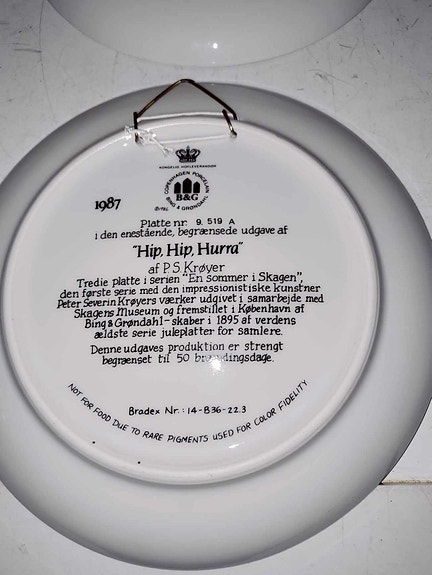 KONGELIG HOFLEVERANDØR
COPENHAGEN PORCELAIN
B&G
BING & GRØNDAHL
1987
Platte nr. 9.519 A
i den enestående, begrænsede udgave af
"Hip, Hip, Hurra"
af P.S. Krøyer
Tredie platte i serien "En sommer i Skagen",
den første serie med den impressionistiske kunstner
Peter Severin Krøyers værker udgivet i samarbejde med
Skagens Museum og fremstillet i København af
Bing & Grøndahl - skaber i 1895 af verdens
ældste serie juleplatter for samlere.
Denne udgaves produktion er strengt
begrænset til 50 brændingsdage.
Bradex Nr.: 14-B36-22.3
NOT FOR FOOD DUE TO RARE PIGMENTS USED FOR COLOR FIDELITY